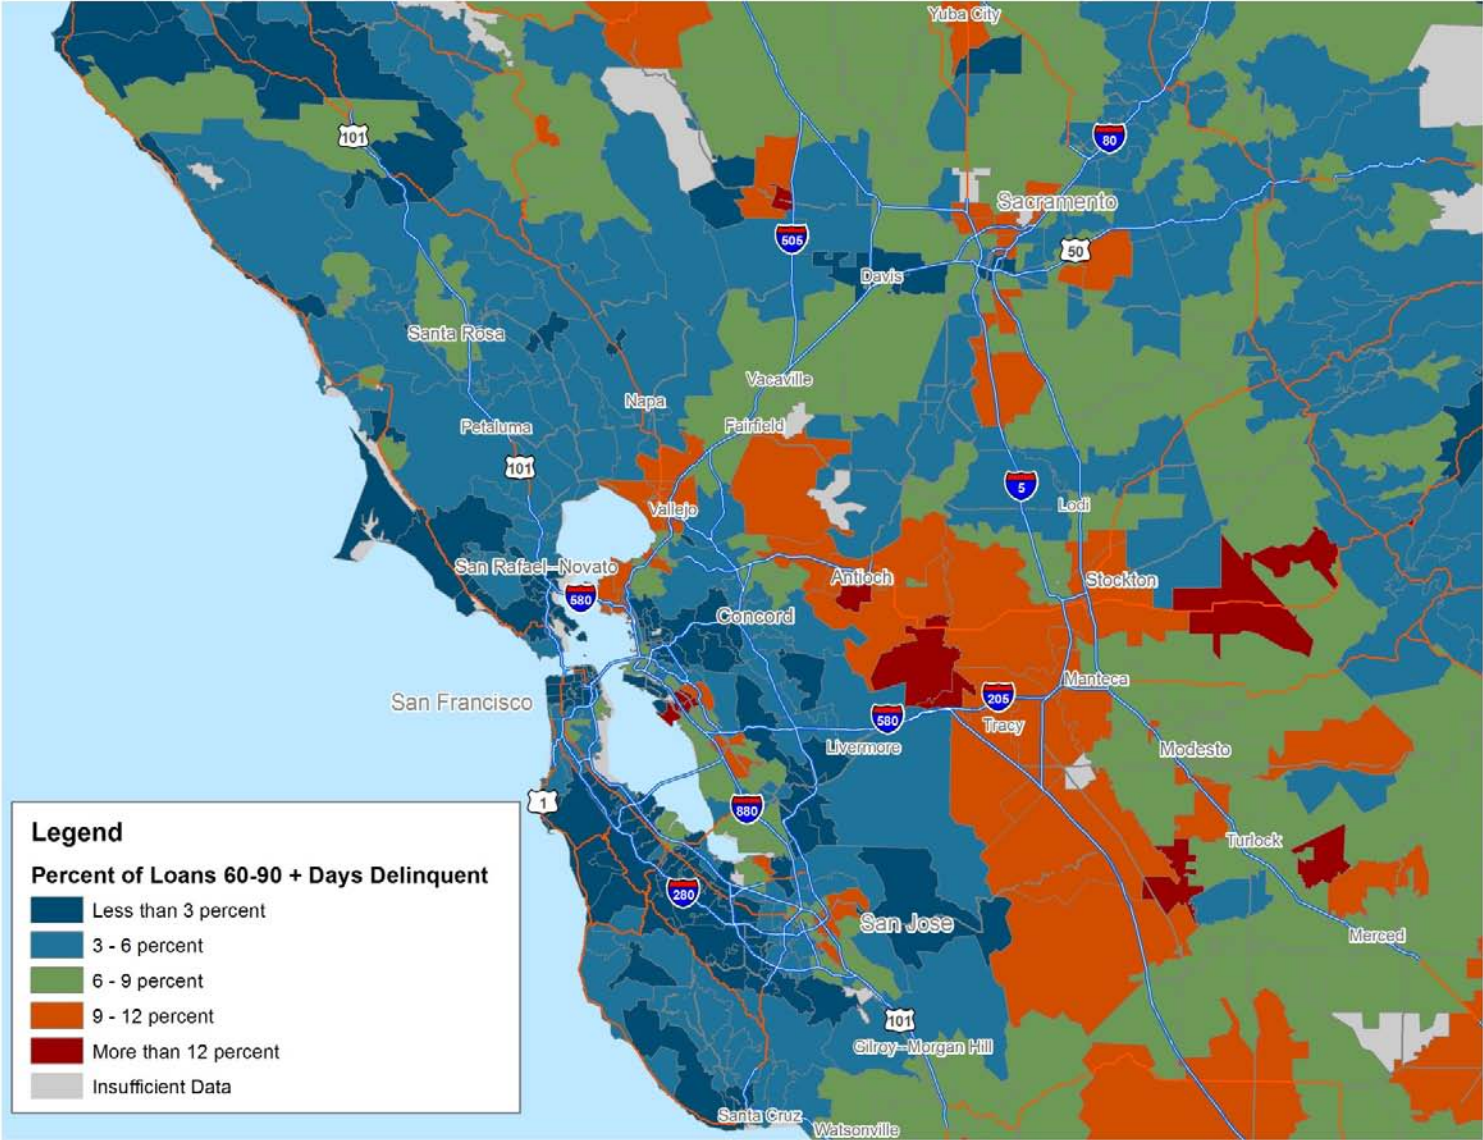 Yuba City
101
80
Sacramento
505
50
Davis
Santa Rosa
Vacaville
Napa
Petaluma
Fairfield
101
5
Lodi
Vallejo
San Rafael–Novato
Antioch
Stockton
580
Concord
Manteca
San Francisco
205
580
Tracy
Livermore
Modesto
1
880
Turlock
280
San Jose
Merced
101
Gilroy–Morgan Hill
Santa Cruz
Watsonville
Legend
Percent of Loans 60-90 + Days Delinquent
Less than 3 percent
3 - 6 percent
6 - 9 percent
9 - 12 percent
More than 12 percent
Insufficient Data